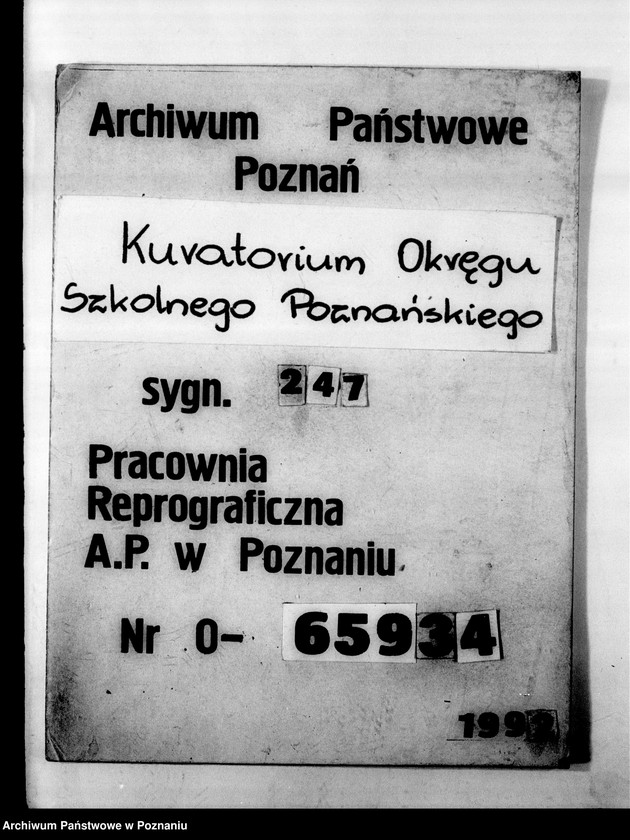 Archiwum Państwowe
Poznań
Kuratorium Okręgu
Szkolnego Poznańskiego
sygn. 247
Pracownia
Reprograficzna
A.P. w Poznaniu.
Nr 0- 65934
Archiwum Państwowe w Poznaniu